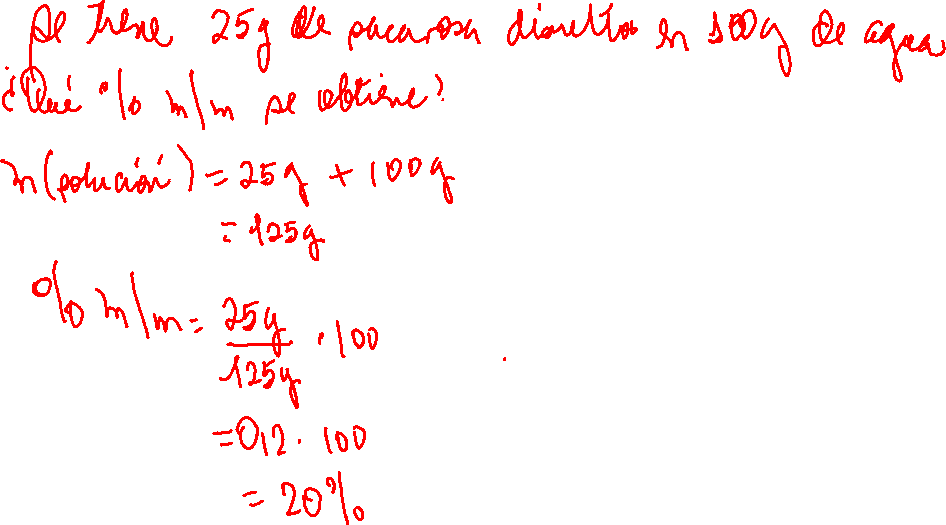 Se tiene 25g de sacarosa disuelta en 100g de agua,
¿Qué % m/m se obtiene?
m(solución) = 25g + 100g
= 125g
% m/m = 25g/125g · 100
= 0,2 · 100
= 20%